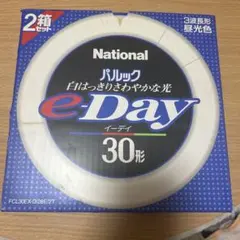 2箱
セット
National
3波長形
昼光色
パルック
白はっきりさわやかな光
e-Day
イーデイ
30形